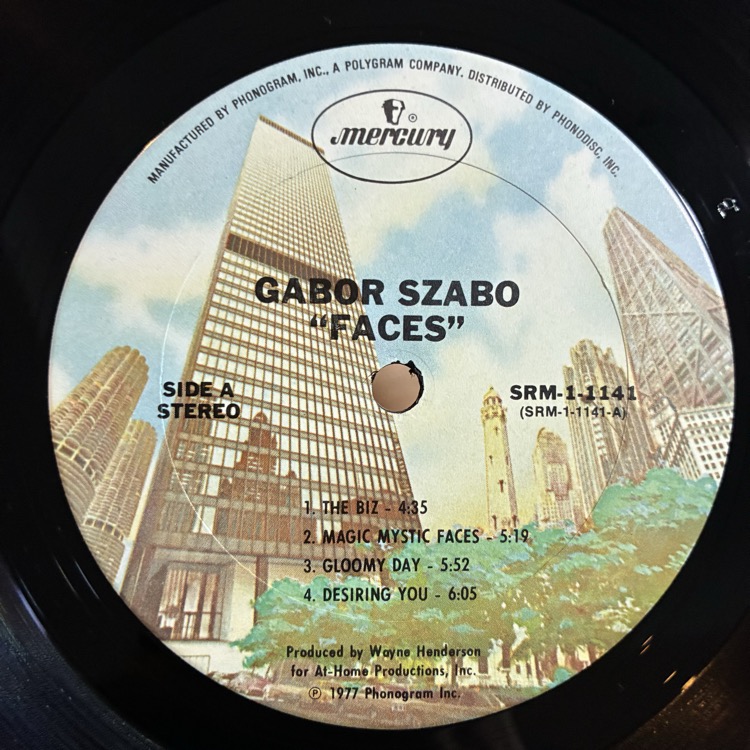 MANUFACTURED BY PHONOGRAM, INC., A POLYGRAM COMPANY. DISTRIBUTED BY PHONODISC, INC.
mercury ®
GABOR SZABO
“FACES”
SIDE A
STEREO
SRM-1-1141
(SRM-1-1141-A)
1. THE BIZ - 4:35
2. MAGIC MYSTIC FACES - 5:19
3. GLOOMY DAY - 5:52
4. DESIRING YOU - 6:05
Produced by Wayne Henderson
for At-Home Productions, Inc.
℗ 1977 Phonogram Inc.